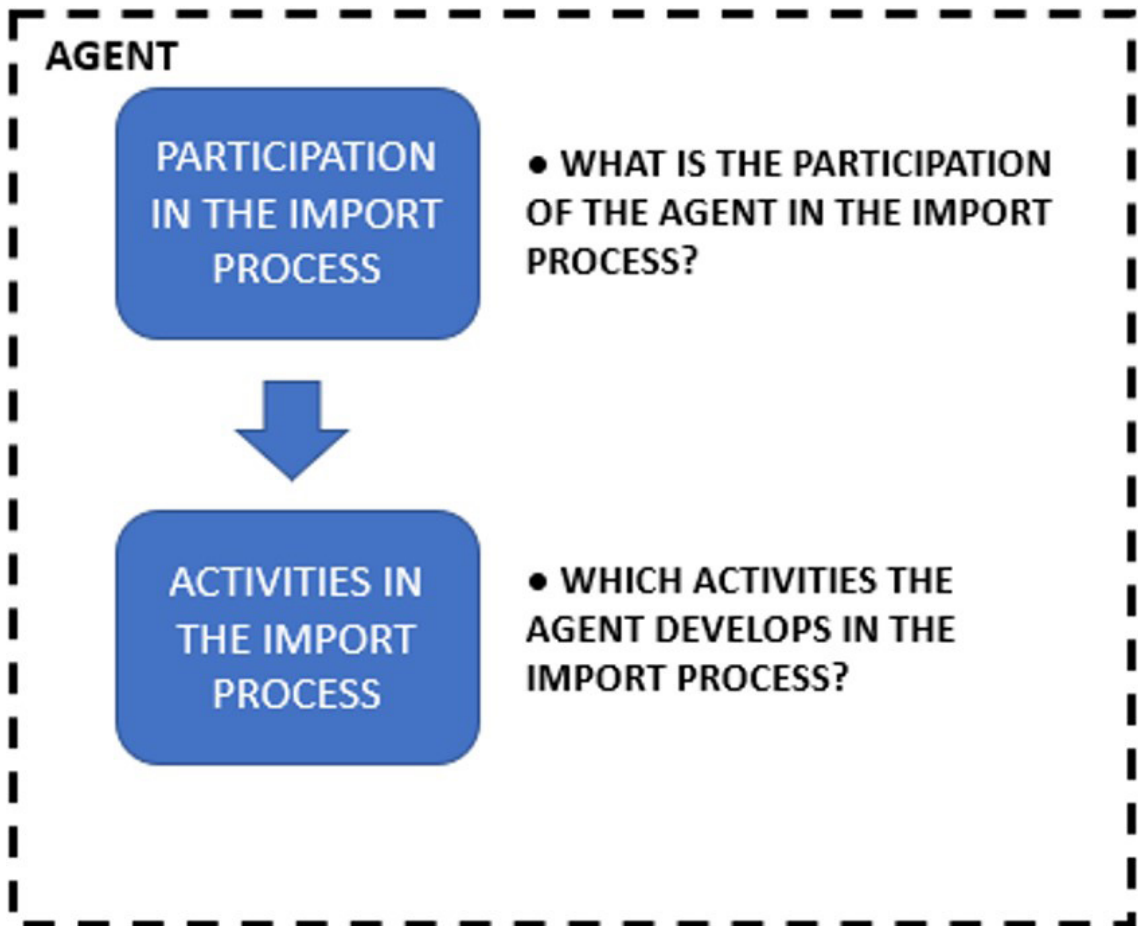 AGENT
PARTICIPATION
IN THE IMPORT
PROCESS
● WHAT IS THE PARTICIPATION
OF THE AGENT IN THE IMPORT
PROCESS?
ACTIVITIES IN
THE IMPORT
PROCESS
● WHICH ACTIVITIES THE
AGENT DEVELOPS IN THE
IMPORT PROCESS?